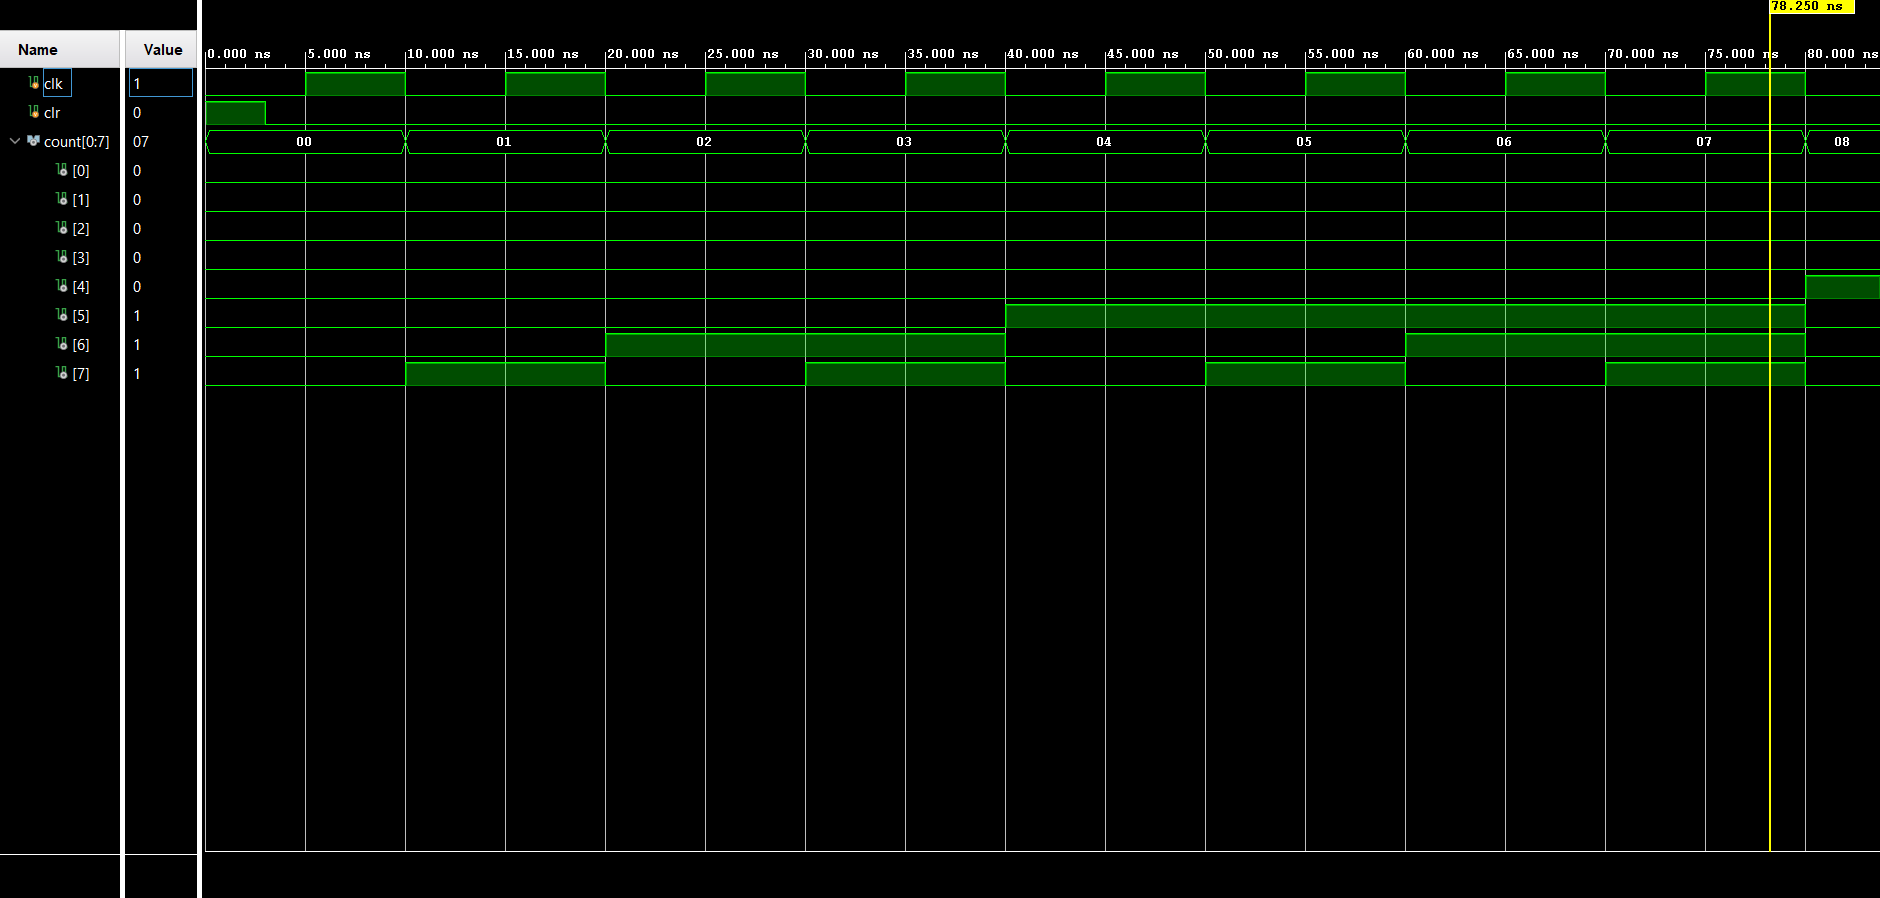 78.250 ns
Name Value
0.000 ns 5.000 ns 10.000 ns 15.000 ns 20.000 ns 25.000 ns 30.000 ns 35.000 ns 40.000 ns 45.000 ns 50.000 ns 55.000 ns 60.000 ns 65.000 ns 70.000 ns 75.000 ns 80.000 ns
clk 1
clr 0
count[0:7] 07 00 01 02 03 04 05 06 07 08
[0] 0
[1] 0
[2] 0
[3] 0
[4] 0
[5] 1
[6] 1
[7] 1